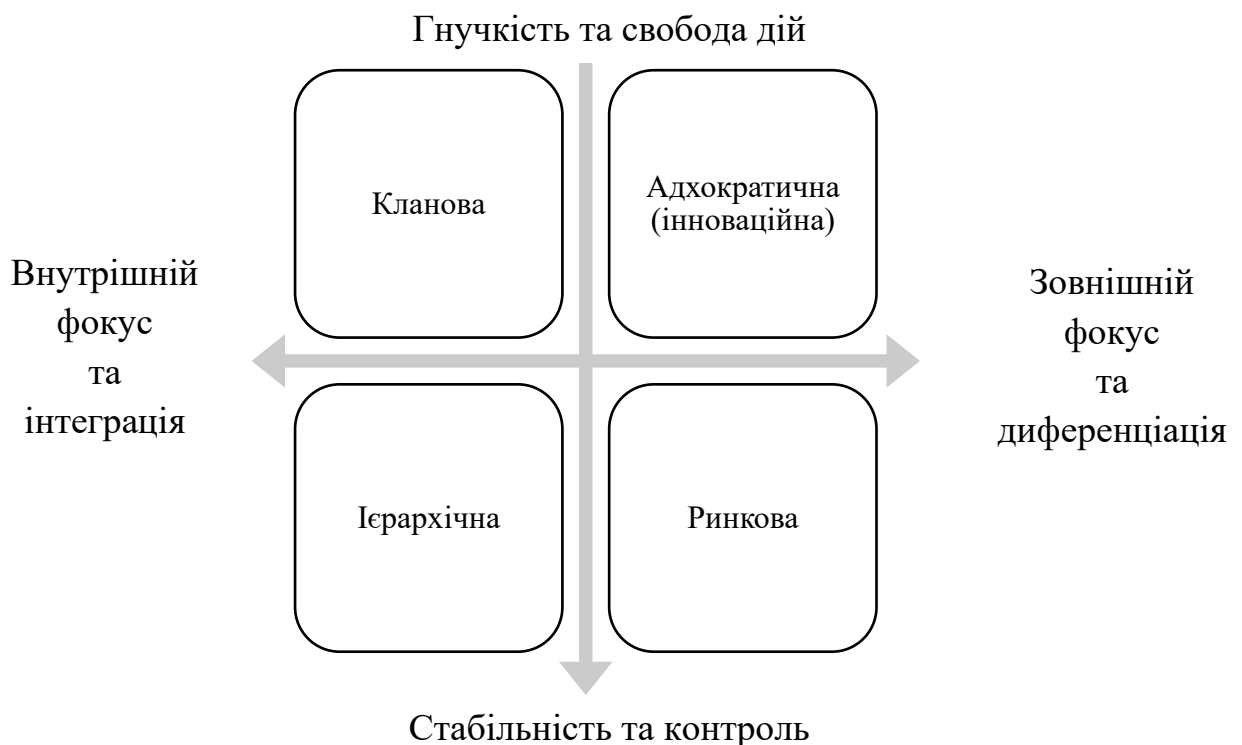 Гнучкість та свобода дій
Кланова
Адхократична
(інноваційна)
Внутрішній
фокус
та
інтеграція
Зовнішній
фокус
та
диференціація
Ієрархічна
Ринкова
Стабільність та контроль